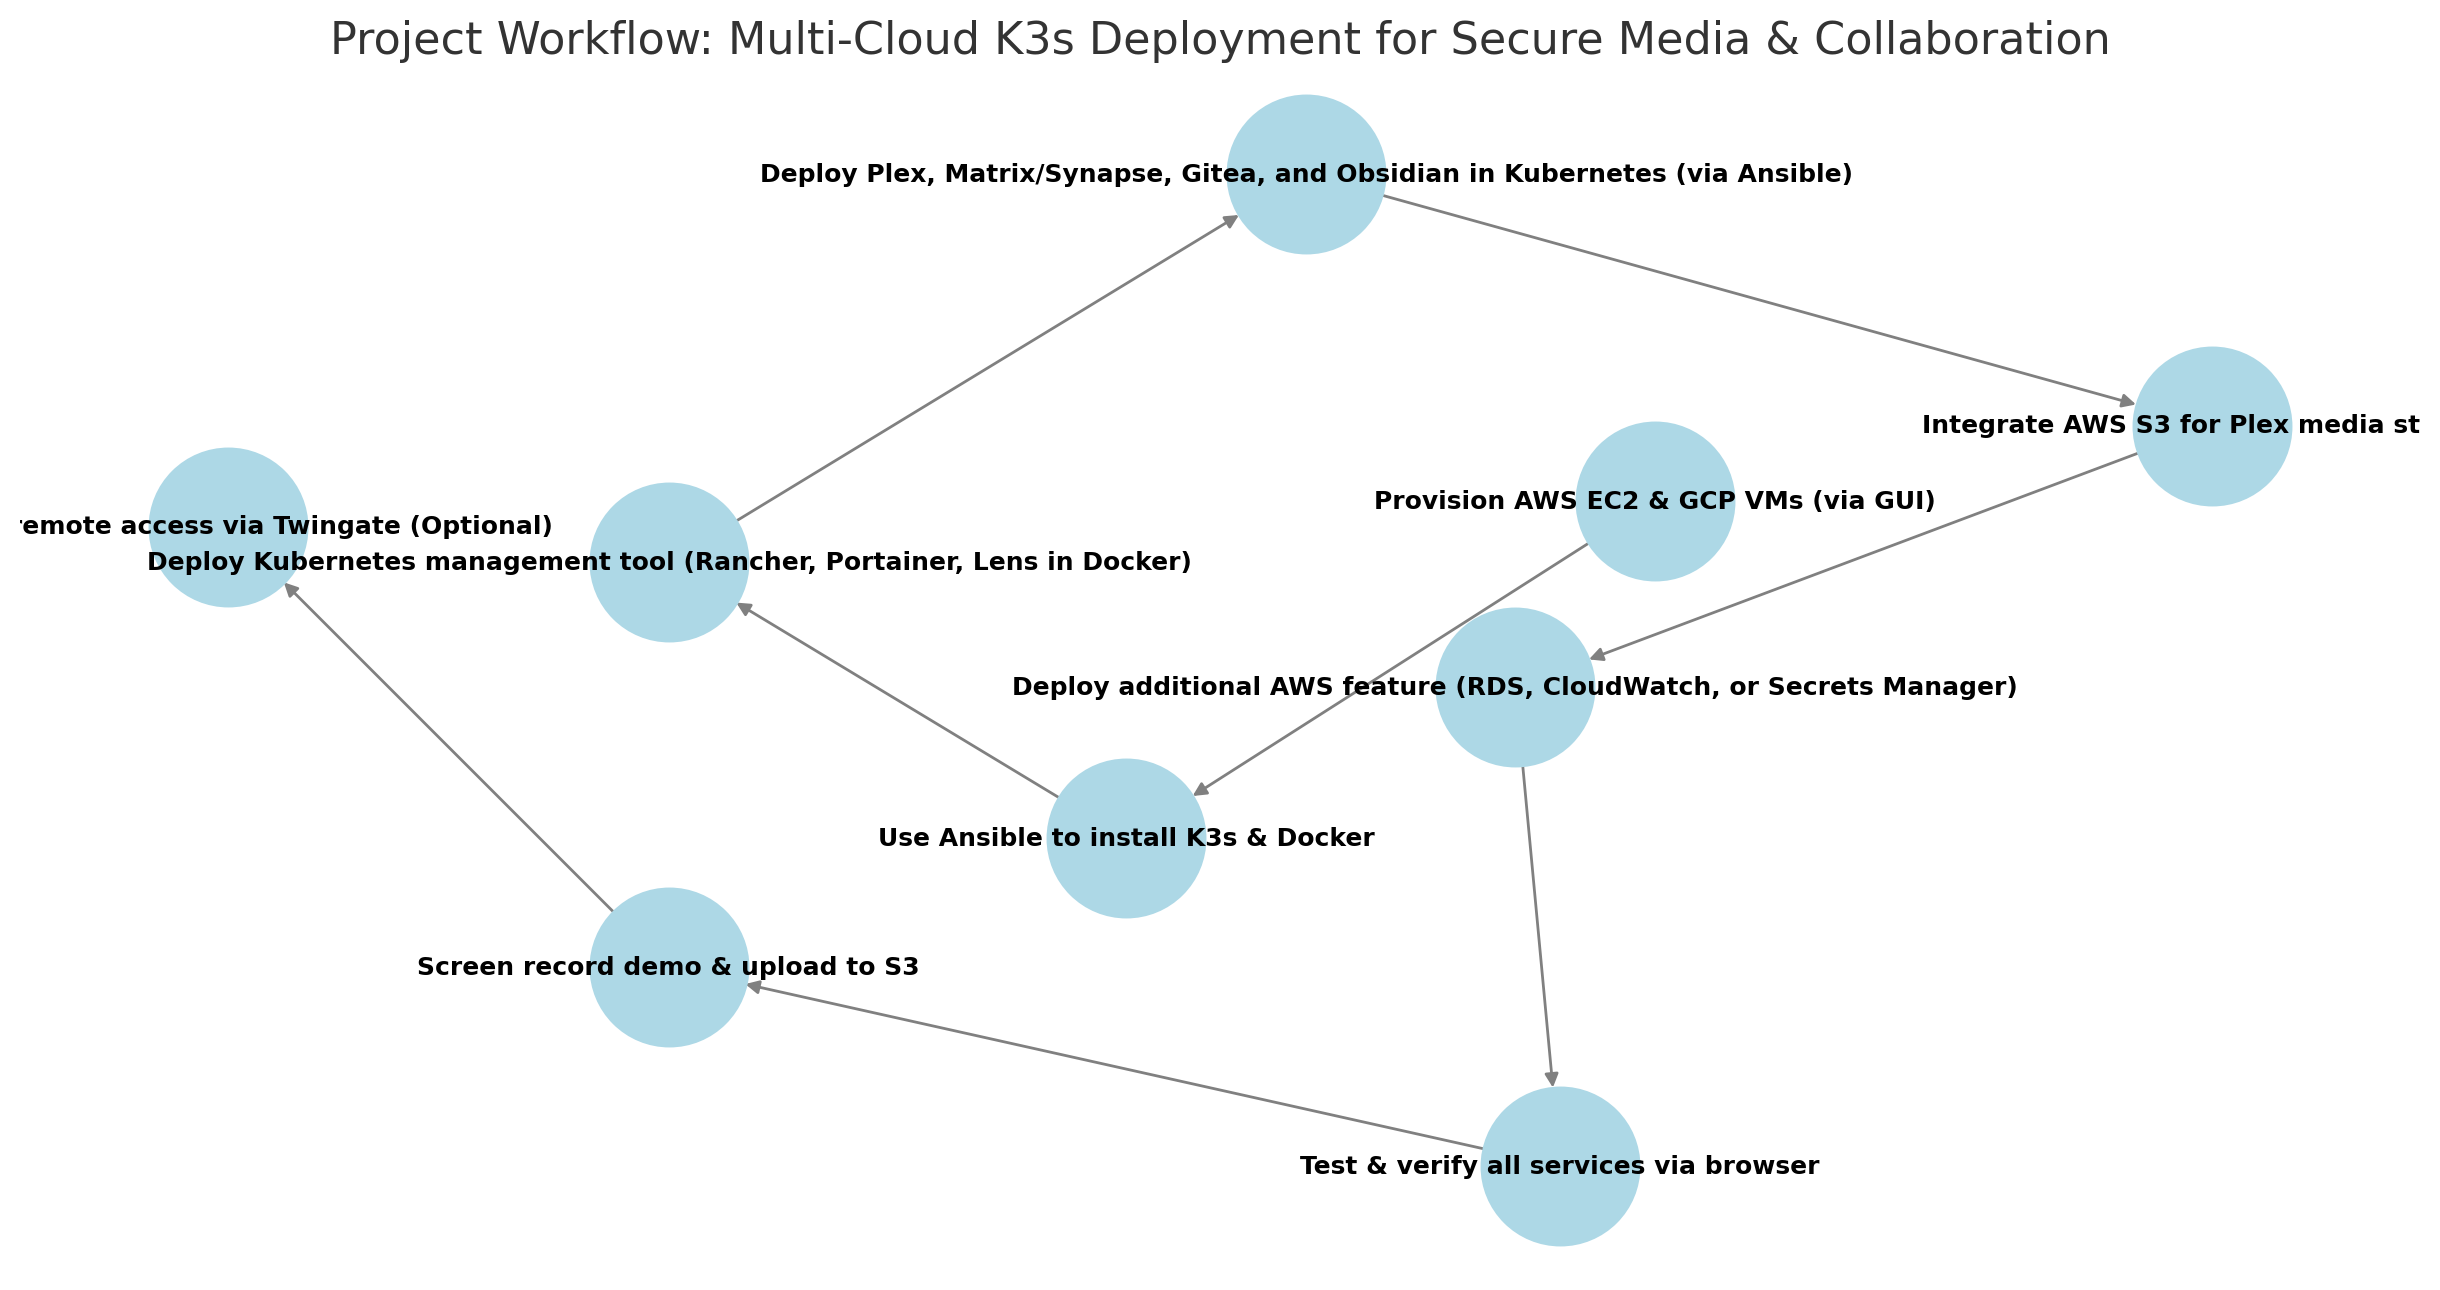 Project Workflow: Multi-Cloud K3s Deployment for Secure Media & Collaboration
Deploy Plex, Matrix/Synapse, Gitea, and Obsidian in Kubernetes (via Ansible)
Integrate AWS S3 for Plex media st
Provision AWS EC2 & GCP VMs (via GUI)
emote access via Twingate (Optional)
Deploy Kubernetes management tool (Rancher, Portainer, Lens in Docker)
Deploy additional AWS feature (RDS, CloudWatch, or Secrets Manager)
Use Ansible to install K3s & Docker
Screen record demo & upload to S3
Test & verify all services via browser